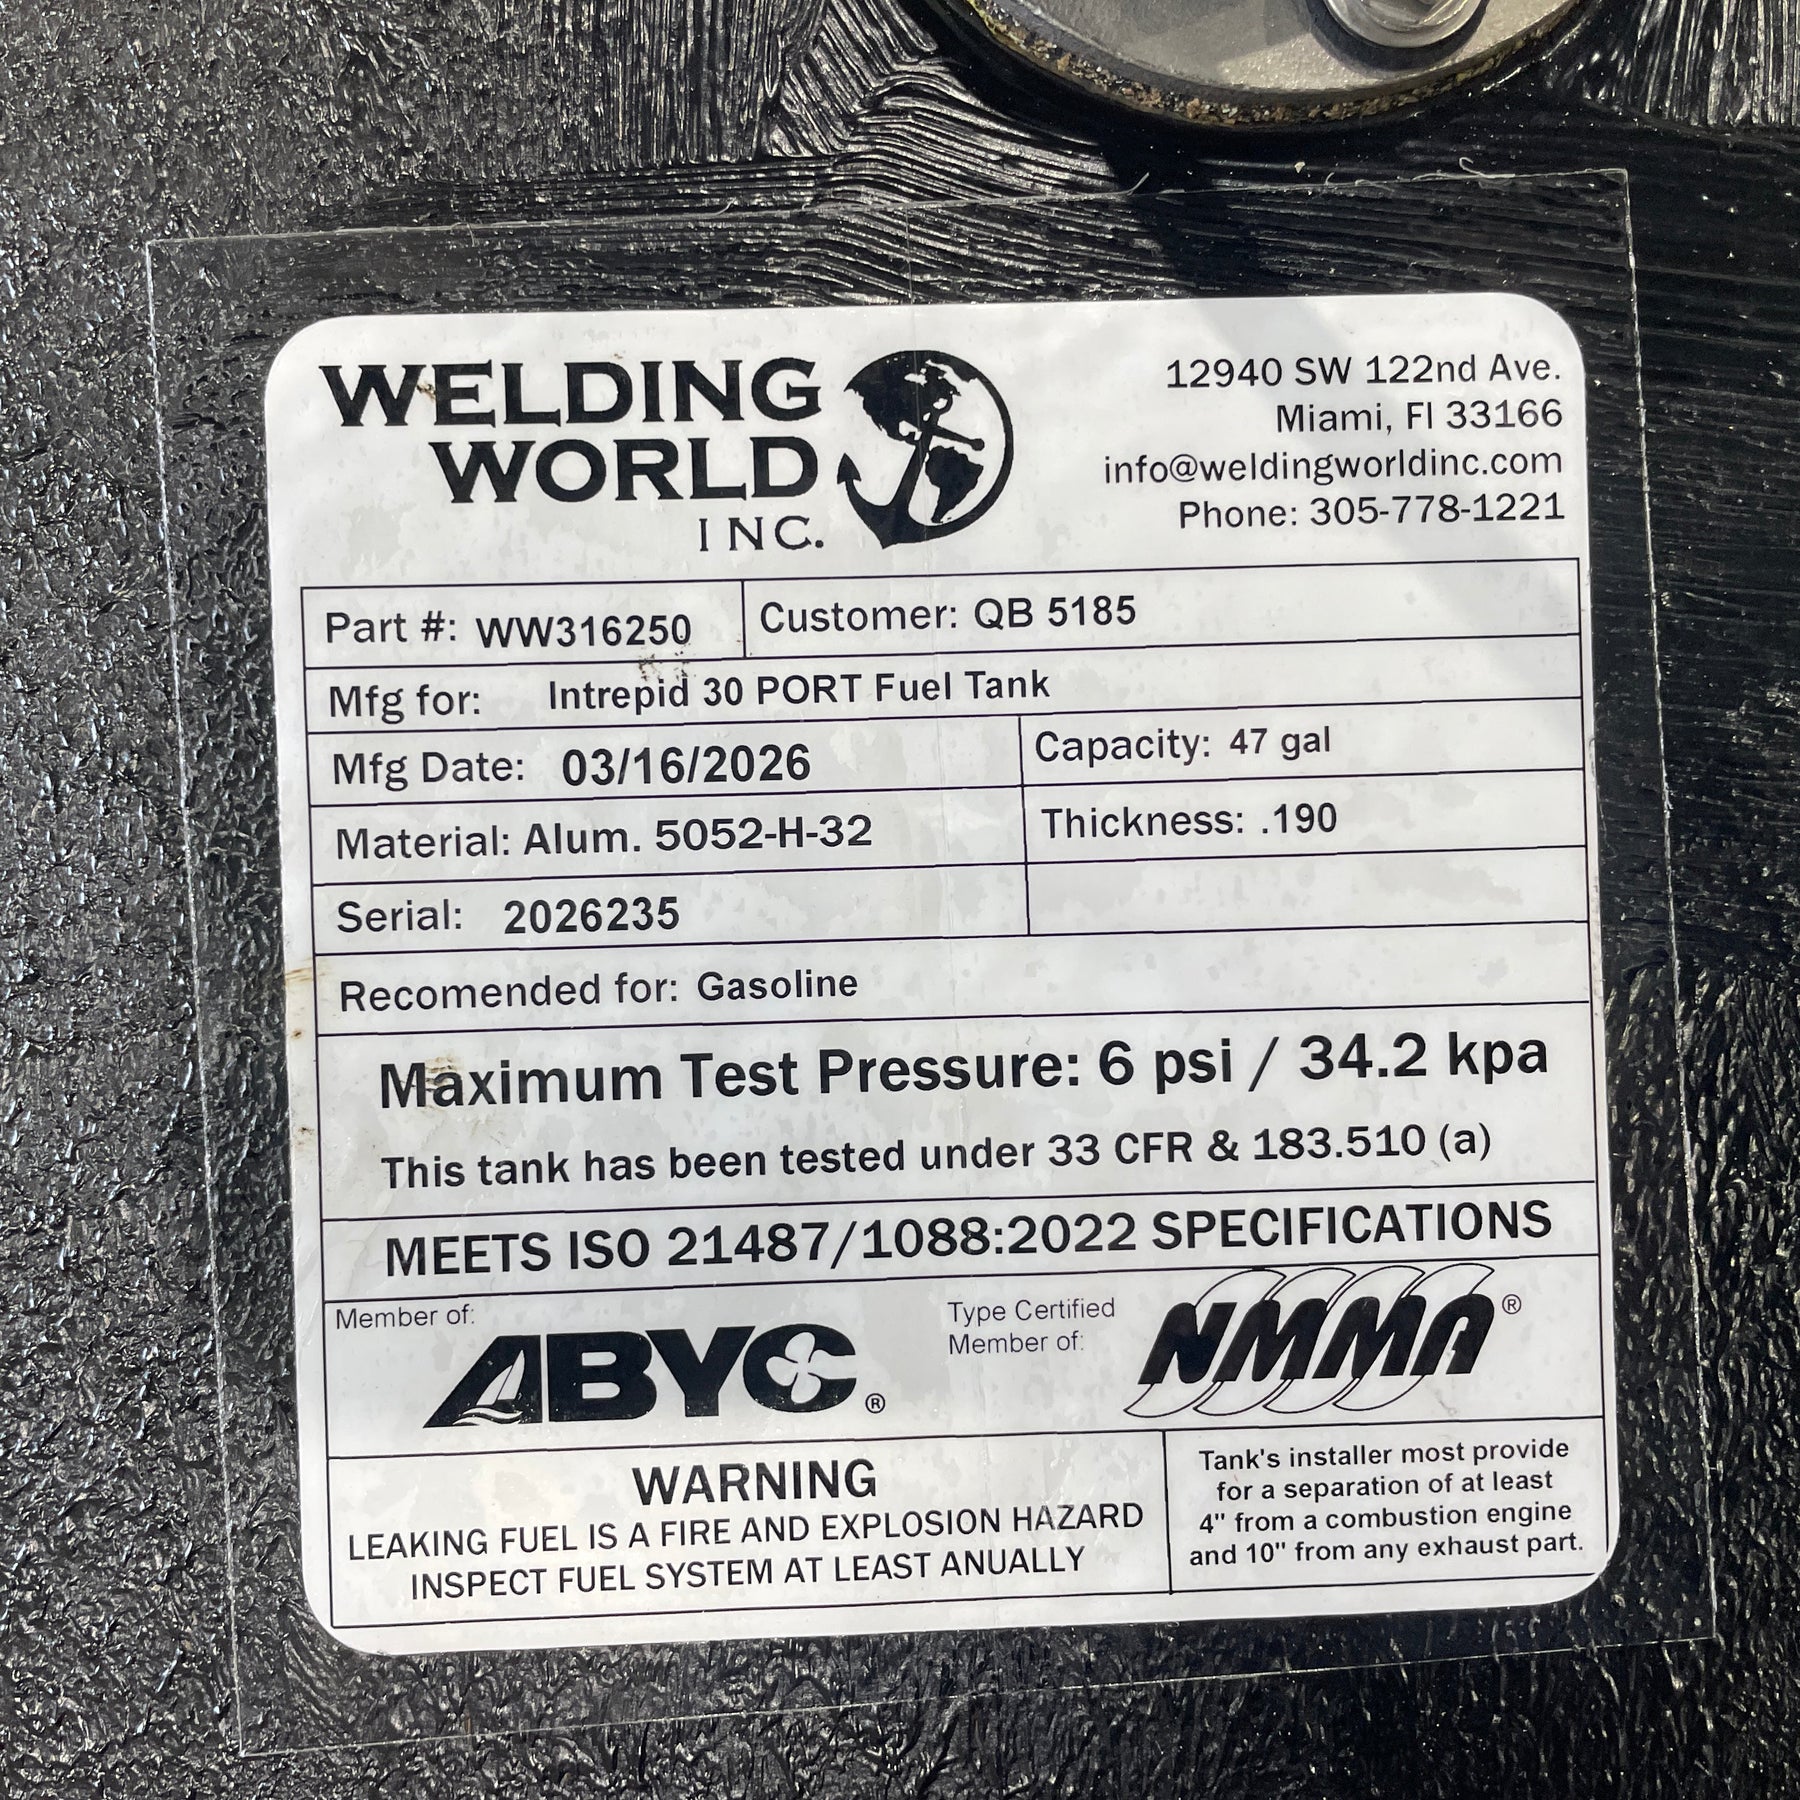 WELDING
WORLD
INC.
12940 SW 122nd Ave.
Miami, Fl 33166
info@weldingworldinc.com
Phone: 305-778-1221
Part #: WW316250
Customer: QB 5185
Mfg for: Intrepid 30 PORT Fuel Tank
Mfg Date: 03/16/2026
Capacity: 47 gal
Material: Alum. 5052-H-32
Thickness: .190
Serial: 2026235
Recomended for: Gasoline
Maximum Test Pressure: 6 psi / 34.2 kpa
This tank has been tested under 33 CFR & 183.510 (a)
MEETS ISO 21487/1088:2022 SPECIFICATIONS
Member of:
ABYC®
Type Certified
Member of:
NMMA®
WARNING
LEAKING FUEL IS A FIRE AND EXPLOSION HAZARD
INSPECT FUEL SYSTEM AT LEAST ANUALLY
Tank's installer most provide
for a separation of at least
4" from a combustion engine
and 10" from any exhaust part.